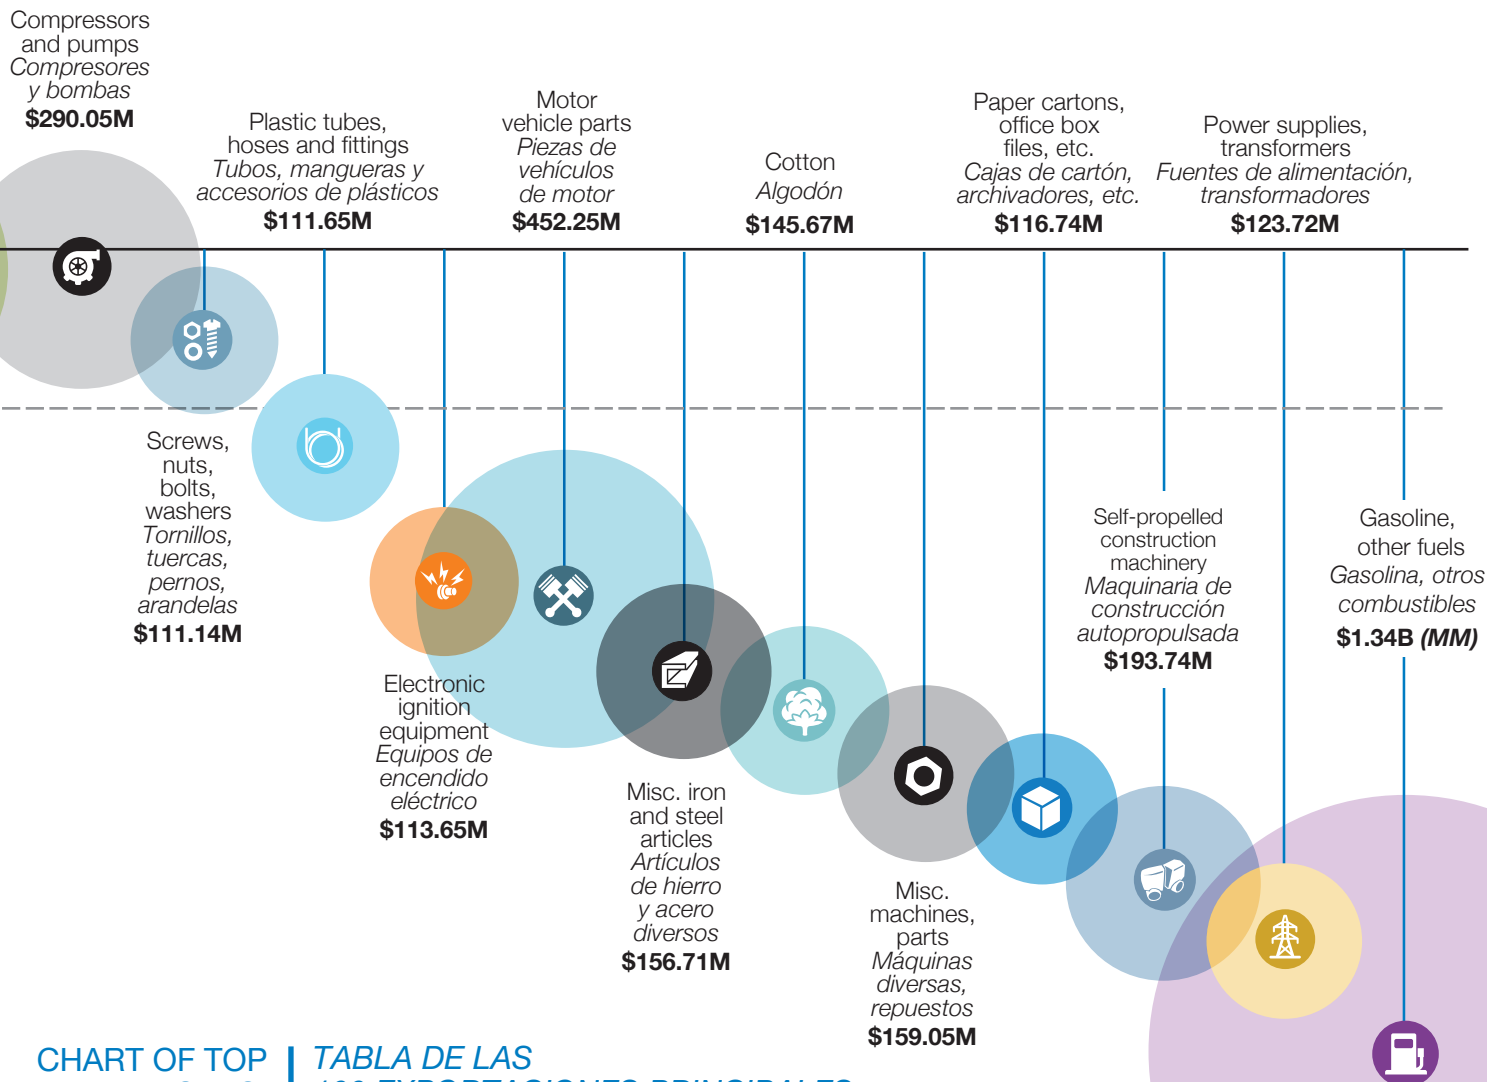 Compressors
and pumps
Compresores
y bombas
$290.05M
Plastic tubes,
hoses and fittings
Tubos, mangueras y
accesorios de plásticos
$111.65M
Motor
vehicle parts
Piezas de
vehículos
de motor
$452.25M
Cotton
Algodón
$145.67M
Paper cartons,
office box
files, etc.
Cajas de cartón,
archivadores, etc.
$116.74M
Power supplies,
transformers
Fuentes de alimentación,
transformadores
$123.72M
Screws,
nuts,
bolts,
washers
Tornillos,
tuercas,
pernos,
arandelas
$111.14M
Electronic
ignition
equipment
Equipos de
encendido
eléctrico
$113.65M
Misc. iron
and steel
articles
Artículos
de hierro
y acero
diversos
$156.71M
Misc.
machines,
parts
Máquinas
diversas,
repuestos
$159.05M
Self-propelled
construction
machinery
Maquinaria de
construcción
autopropulsada
$193.74M
Gasoline,
other fuels
Gasolina, otros
combustibles
$1.34B (MM)
CHART OF TOP
TABLA DE LAS
100 EXPORTACIONES PRINCIPALES